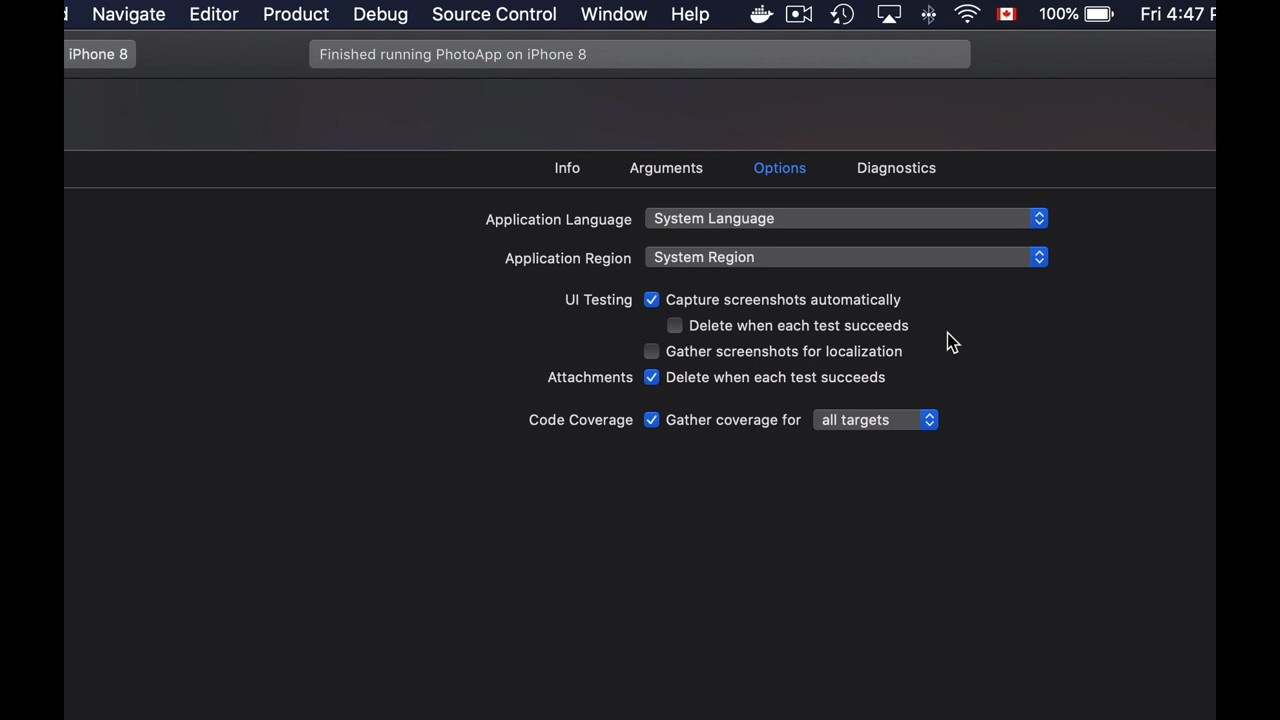 Navigate Editor Product Debug Source Control Window Help 100% Fri 4:47
iPhone 8 Finished running PhotoApp on iPhone 8
Info Arguments Options Diagnostics
Application Language System Language
Application Region System Region
UI Testing Capture screenshots automatically
Delete when each test succeeds
Gather screenshots for localization
Attachments Delete when each test succeeds
Code Coverage Gather coverage for all targets